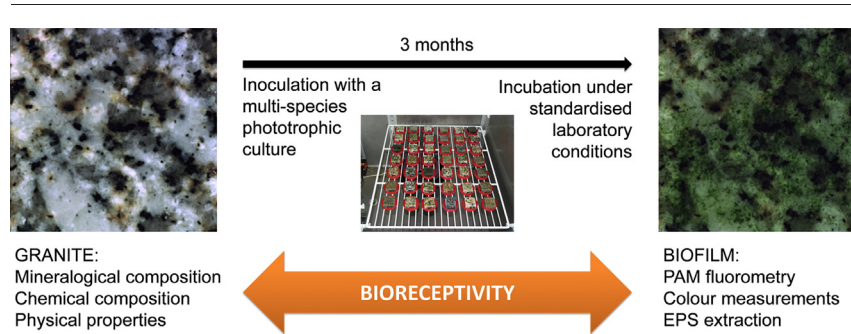 3 months
Inoculation with a
multi-species
phototrophic
culture
Incubation under
standardised
laboratory
conditions
GRANITE:
Mineralogical composition
Chemical composition
Physical properties
BIORECEPTIVITY
BIOFILM:
PAM fluorometry
Colour measurements
EPS extraction